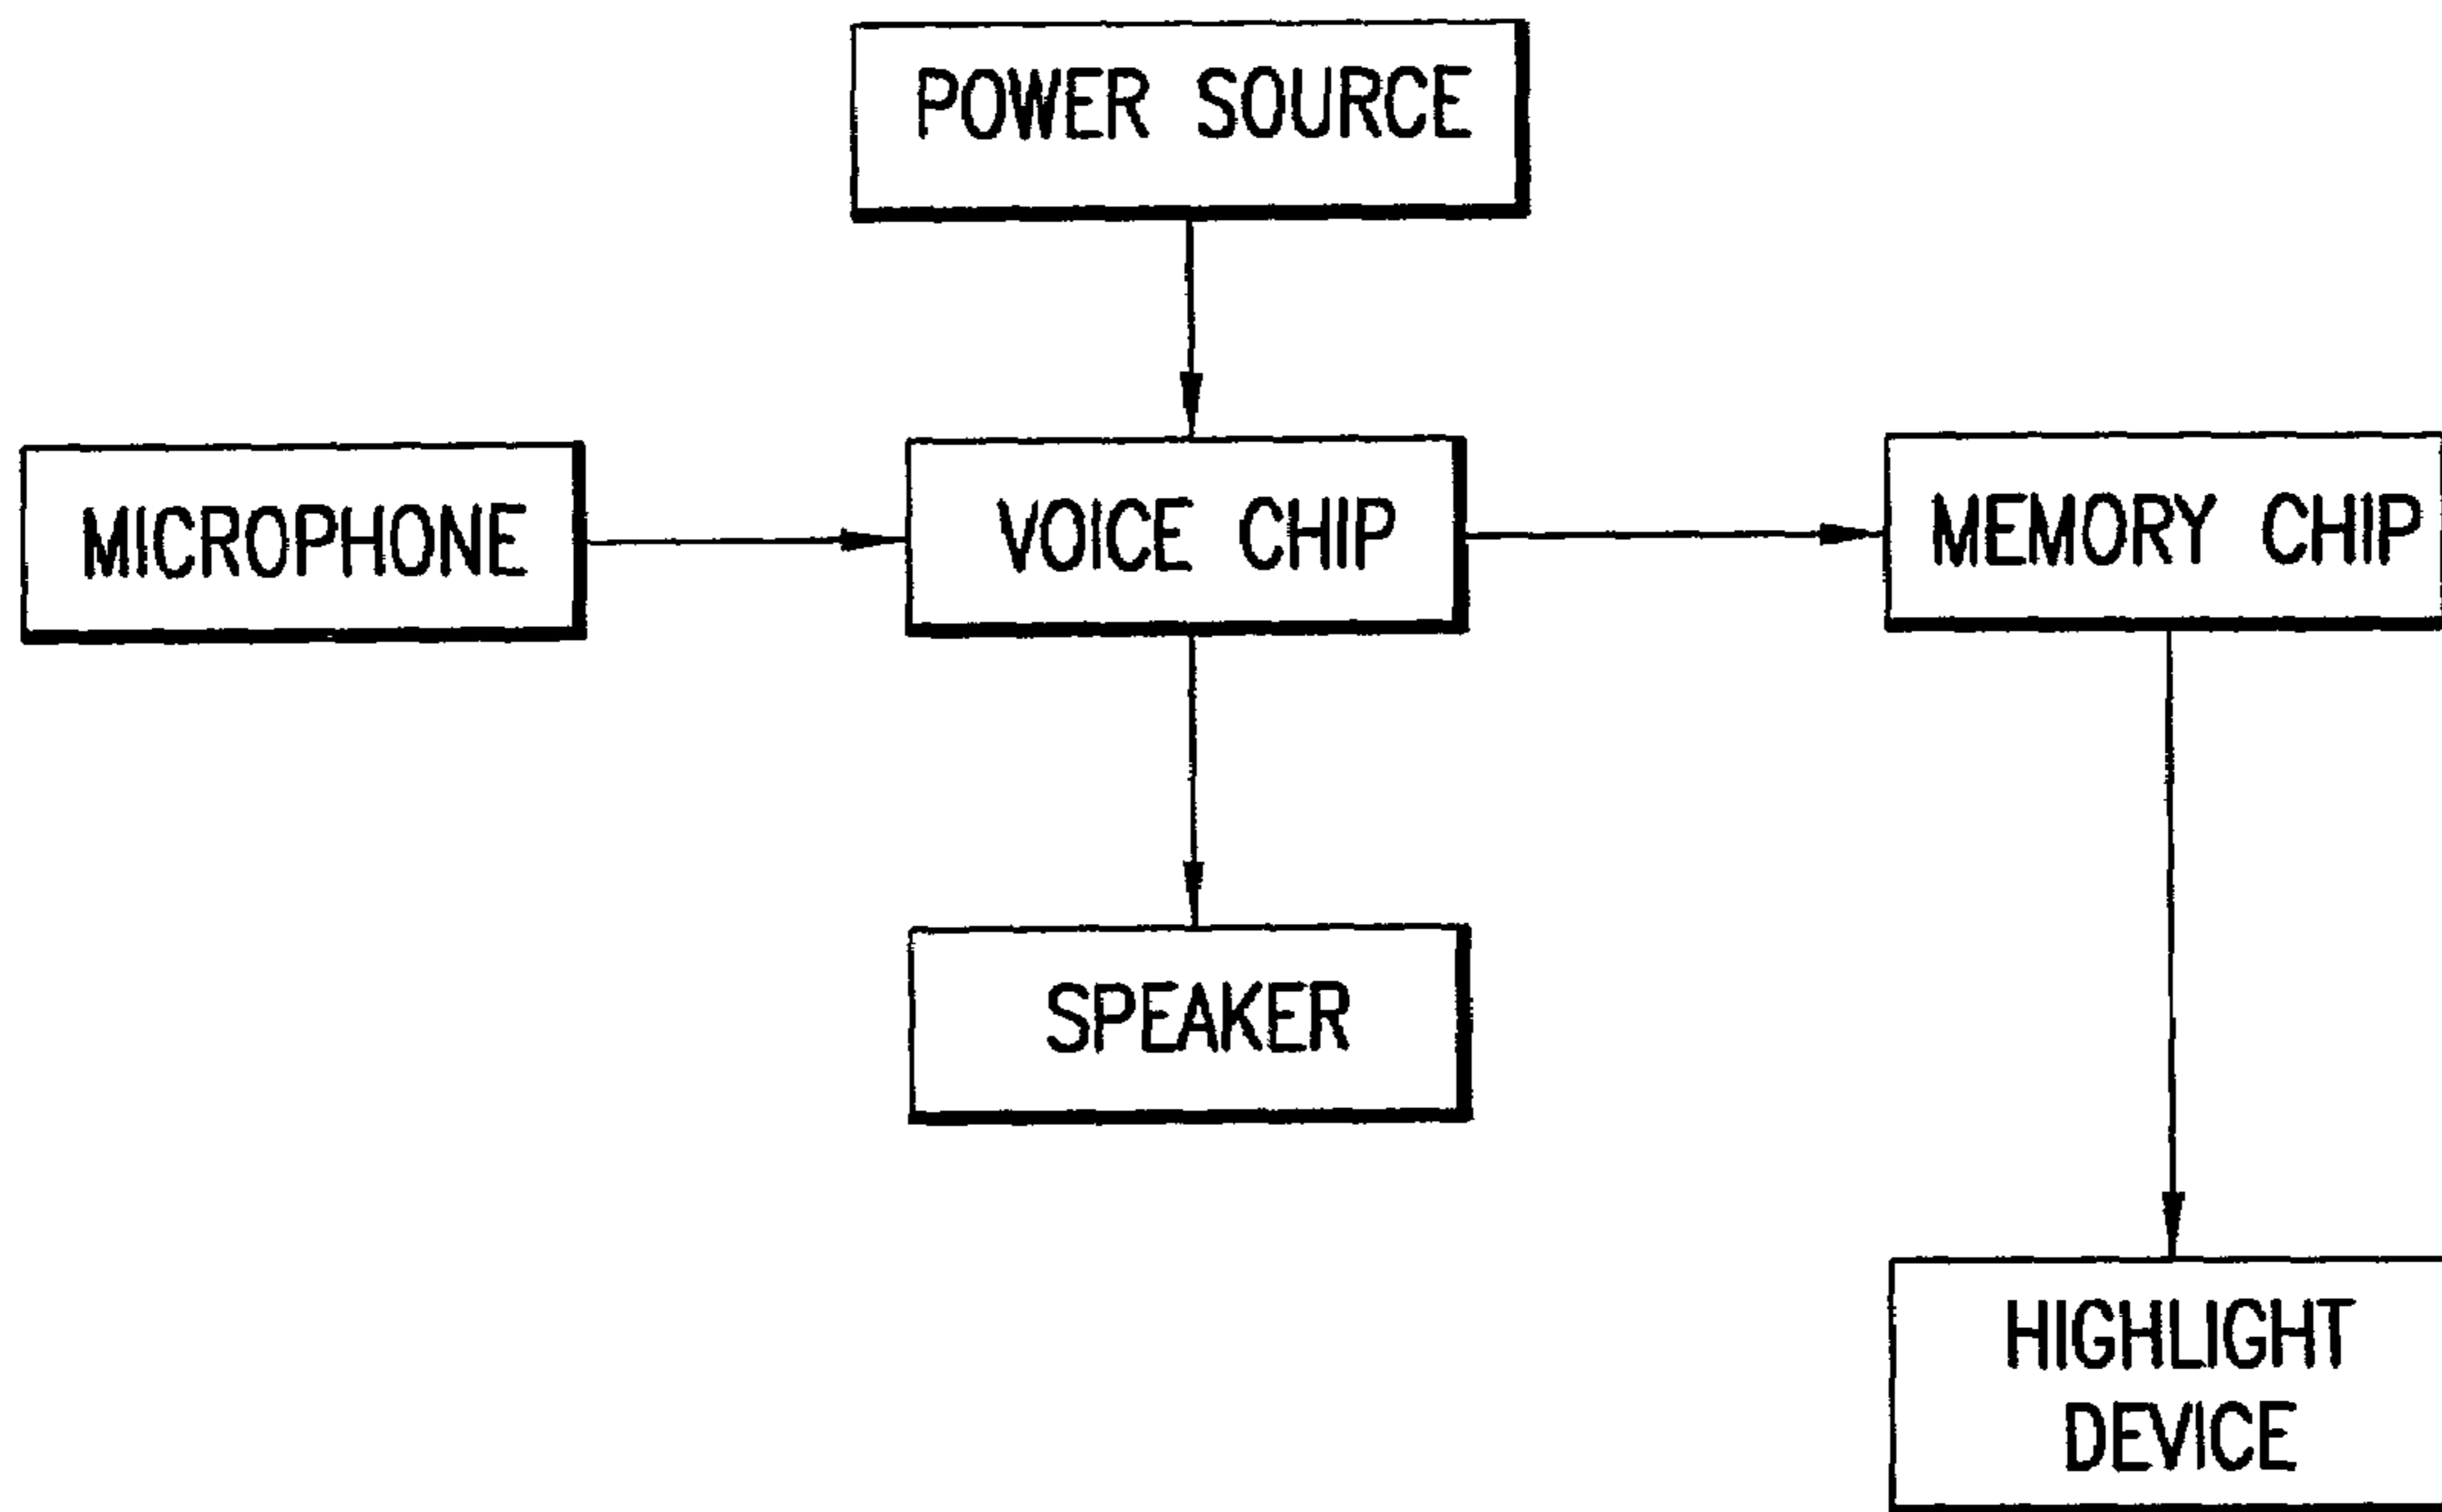 POWER SOURCE
MICROPHONE
VOICE CHIP
MEMORY CHIP
SPEAKER
HIGHLIGHT
DEVICE